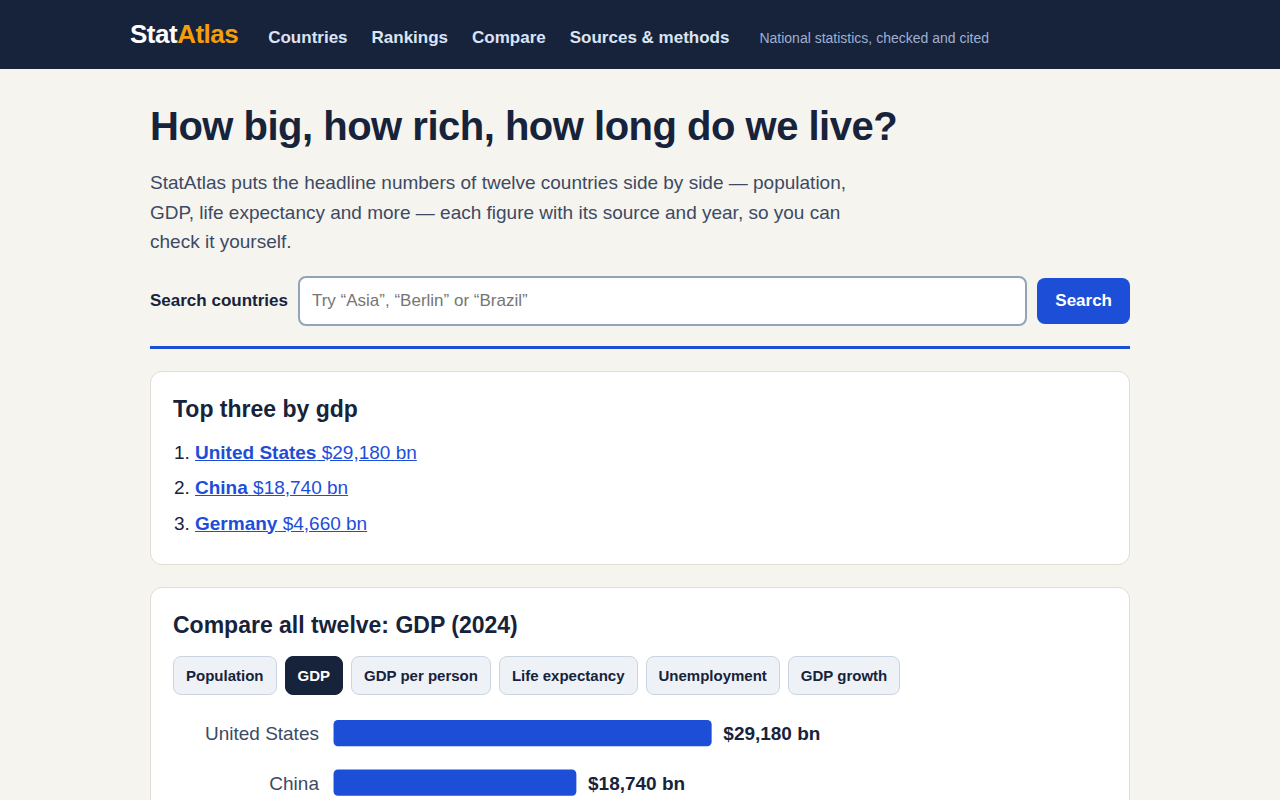 StatAtlas Countries Rankings Compare Sources & methods National statistics, checked and cited
How big, how rich, how long do we live?
StatAtlas puts the headline numbers of twelve countries side by side — population,
GDP, life expectancy and more — each figure with its source and year, so you can
check it yourself.
Search countries Try “Asia”, “Berlin” or “Brazil” Search
Top three by gdp
1. United States $29,180 bn
2. China $18,740 bn
3. Germany $4,660 bn
Compare all twelve: GDP (2024)
Population GDP GDP per person Life expectancy Unemployment GDP growth
United States $29,180 bn
China $18,740 bn